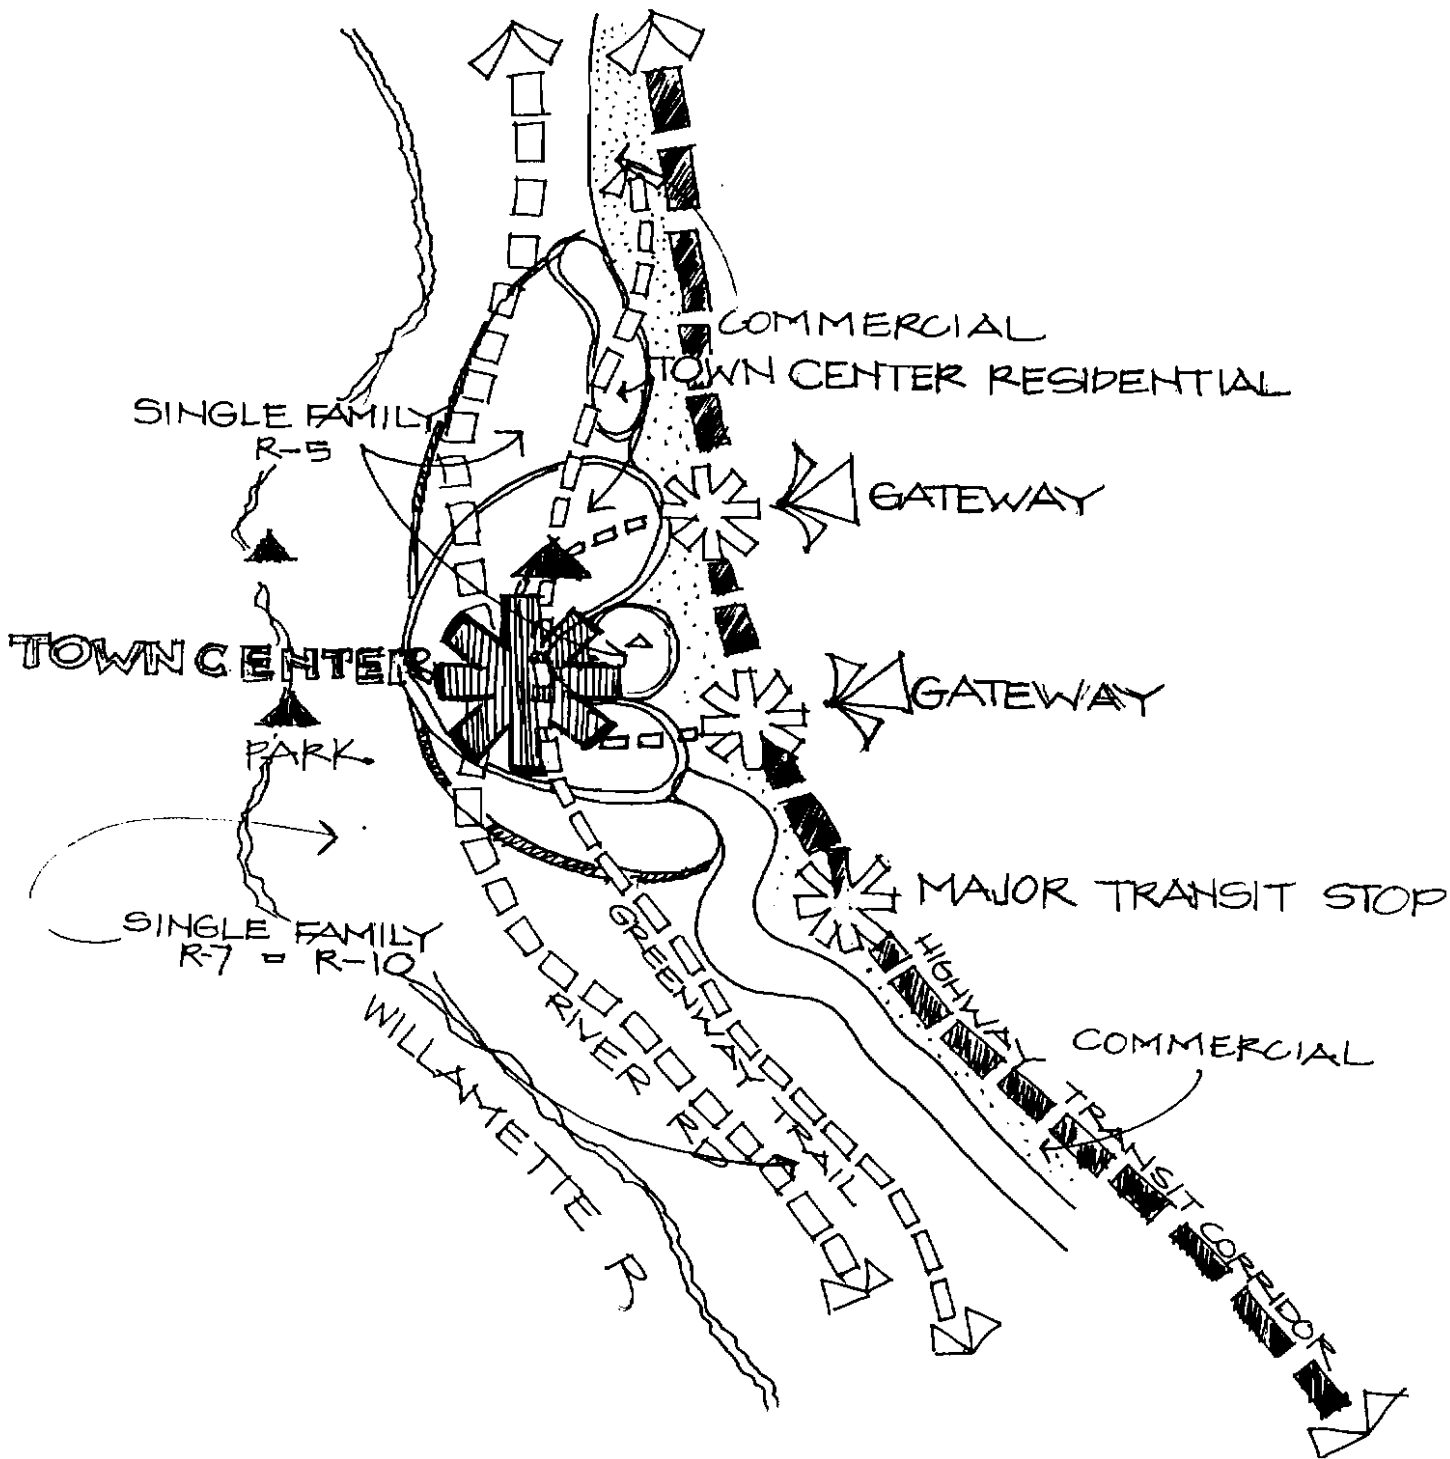 COMMERCIAL
TOWN CENTER RESIDENTIAL
SINGLE FAMILY
R-5
GATEWAY
TOWN CENTER
GATEWAY
PARK.
MAJOR TRANSIT STOP
SINGLE FAMILY
R-7 - R-10
GREENWAY TRAIL
HIGHWAY TRANSIT CORRIDOR
RIVER RD
COMMERCIAL
WILLAMETTE R